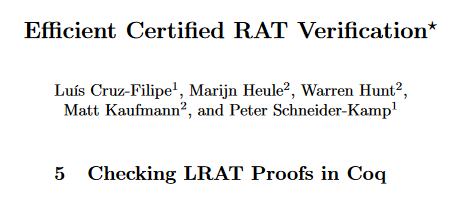 Efficient Certified RAT Verification*
Luís Cruz-Filipe1, Marijn Heule2, Warren Hunt2,
Matt Kaufmann2, and Peter Schneider-Kamp1
5 Checking LRAT Proofs in Coq